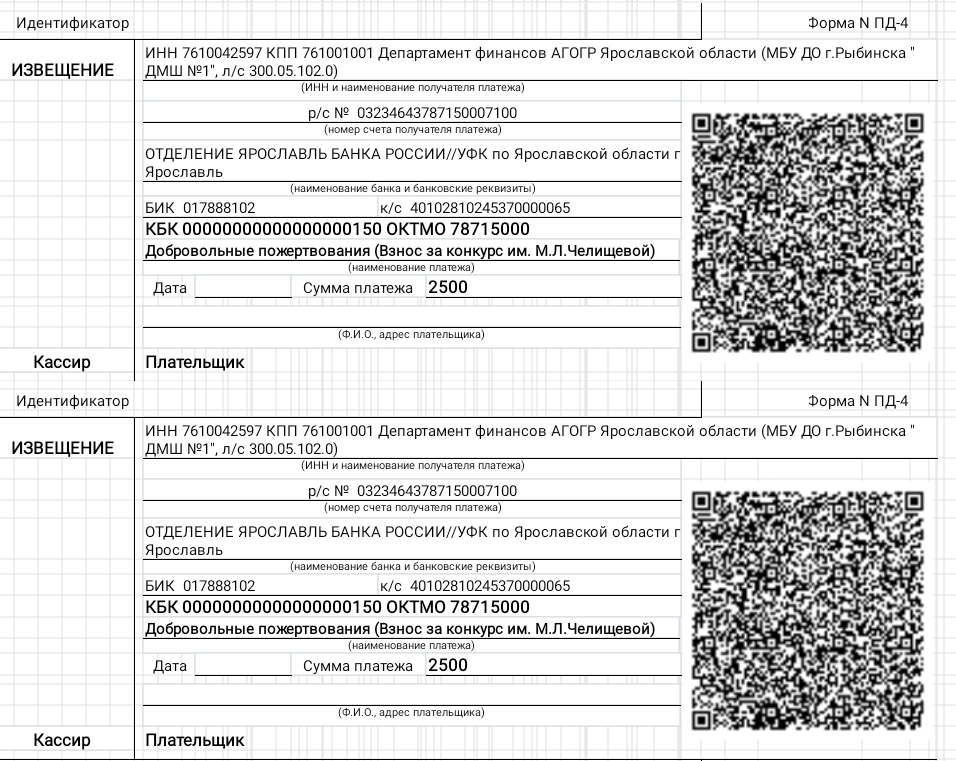 Идентификатор
Форма N ПД-4
ИЗВЕЩЕНИЕ
ИНН 7610042597 КПП 761001001 Департамент финансов АГОГР Ярославской области (МБУ ДО г.Рыбинска "
ДМШ №1", л/с 300.05.102.0)
(ИНН и наименование получателя платежа)
р/с № 03234643787150007100
(номер счета получателя платежа)
ОТДЕЛЕНИЕ ЯРОСЛАВЛЬ БАНКА РОССИИ//УФК по Ярославской области г
Ярославль
(наименование банка и банковские реквизиты)
БИК 017888102 к/с 40102810245370000065
КБК 00000000000000000150 ОКТМО 78715000
Добровольные пожертвования (Взнос за конкурс им. М.Л.Челищевой)
(наименование платежа)
Дата Сумма платежа 2500
(Ф.И.О., адрес плательщика)
Кассир Плательщик
Идентификатор
Форма N ПД-4
ИЗВЕЩЕНИЕ
ИНН 7610042597 КПП 761001001 Департамент финансов АГОГР Ярославской области (МБУ ДО г.Рыбинска "
ДМШ №1", л/с 300.05.102.0)
(ИНН и наименование получателя платежа)
р/с № 03234643787150007100
(номер счета получателя платежа)
ОТДЕЛЕНИЕ ЯРОСЛАВЛЬ БАНКА РОССИИ//УФК по Ярославской области г
Ярославль
(наименование банка и банковские реквизиты)
БИК 017888102 к/с 40102810245370000065
КБК 00000000000000000150 ОКТМО 78715000
Добровольные пожертвования (Взнос за конкурс им. М.Л.Челищевой)
(наименование платежа)
Дата Сумма платежа 2500
(Ф.И.О., адрес плательщика)
Кассир Плательщик